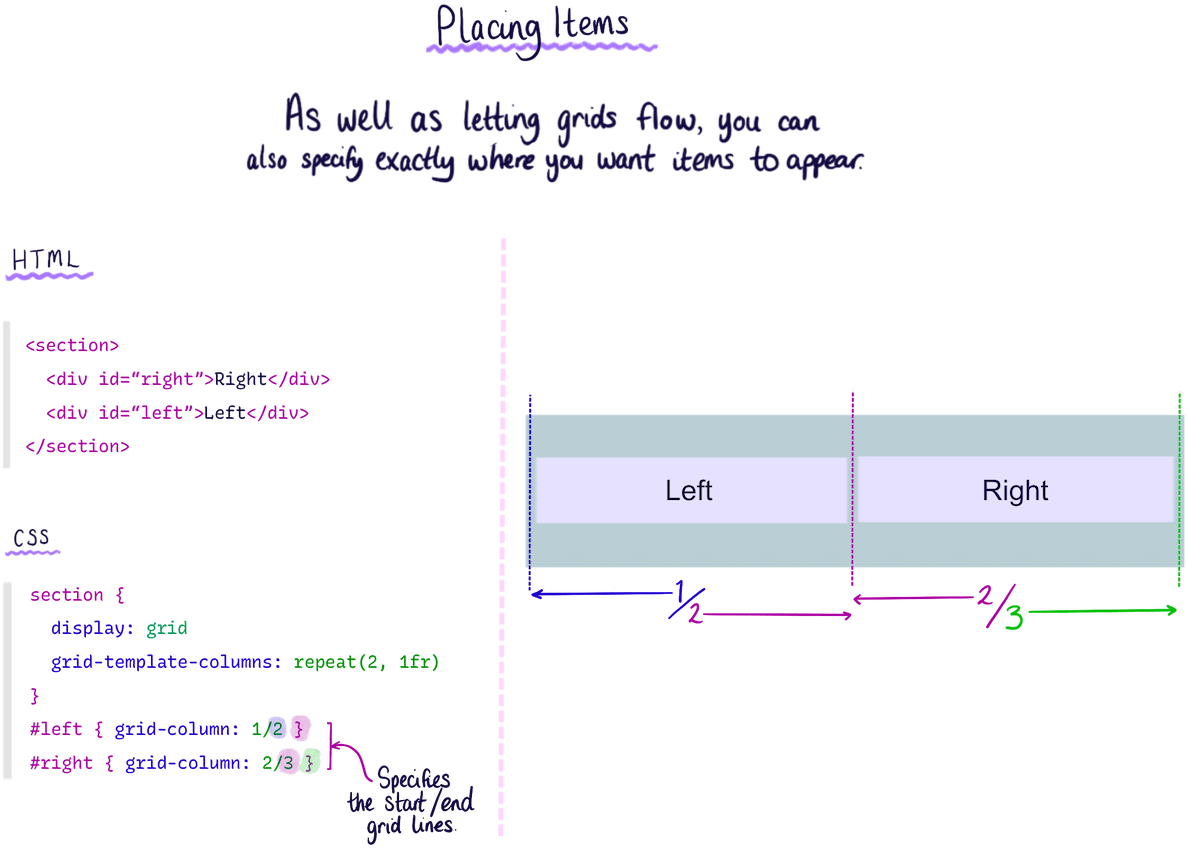 Placing Items
As well as letting grids flow, you can
also specify exactly where you want items to appear.
HTML
<section>
<div id=“right”>Right</div>
<div id=“left”>Left</div>
</section>
CSS
section {
display: grid
grid-template-columns: repeat(2, 1fr)
}
#left { grid-column: 1/2 }
#right { grid-column: 2/3 }
Specifies
the start/end
grid lines.
Left
Right
1/2
2/3